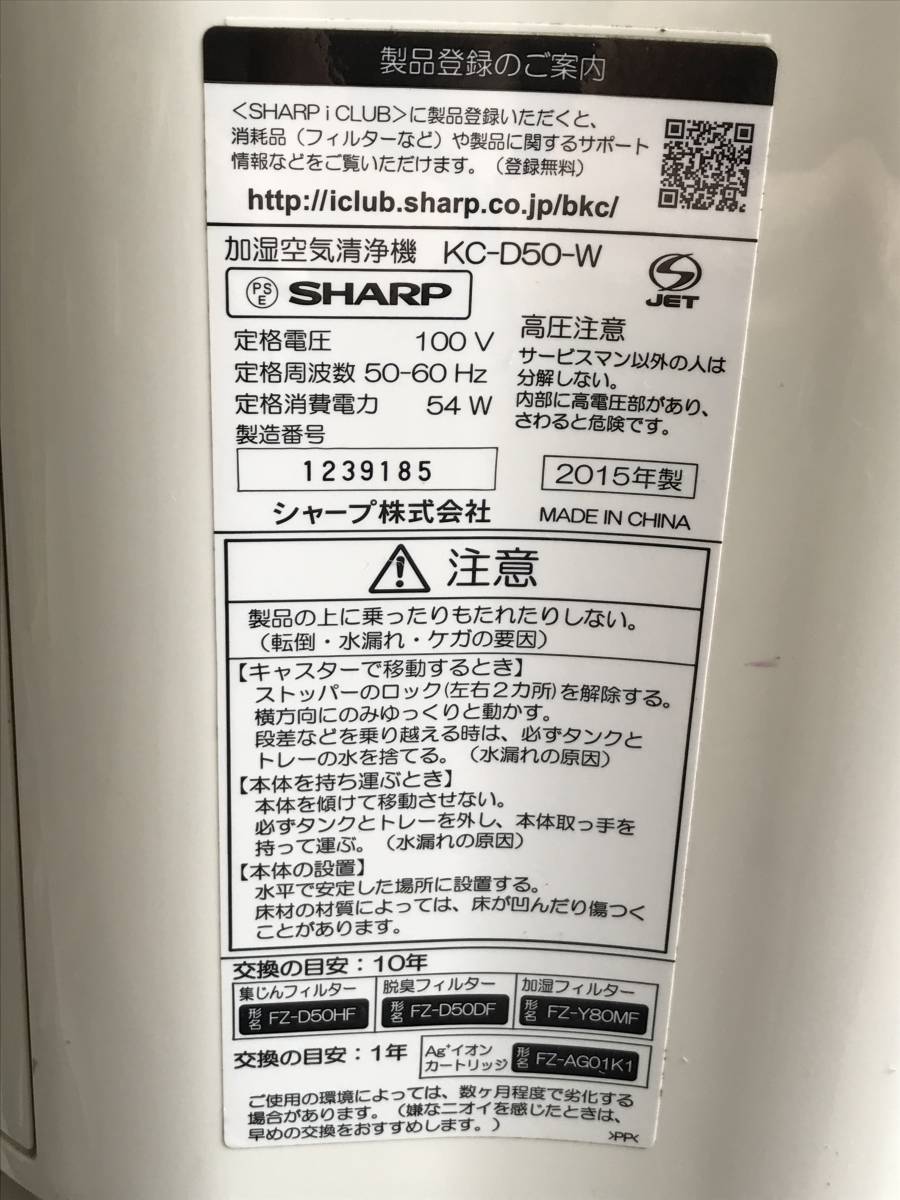 製品登録のご案内
<SHARP i CLUB>に製品登録いただくと、
消耗品（フィルターなど）や製品に関するサポート
情報などをご覧いただけます。（登録無料）
http://iclub.sharp.co.jp/bkc/
加湿空気清浄機 KC-D50-W
PS
E
SHARP
JET
定格電圧 100 V
定格周波数 50-60 Hz
定格消費電力 54 W
製造番号
1239185
高圧注意
サービスマン以外の人は
分解しない。
内部に高電圧部があり、
さわると危険です。
2015年製
シャープ株式会社
MADE IN CHINA
注意
製品の上に乗ったりもたれたりしない。
（転倒・水漏れ・ケガの要因）
【キャスターで移動するとき】
ストッパーのロック(左右２カ所)を解除する。
横方向にのみゆっくりと動かす。
段差などを乗り越える時は、必ずタンクと
トレーの水を捨てる。（水漏れの原因）
【本体を持ち運ぶとき】
本体を傾けて移動させない。
必ずタンクとトレーを外し、本体取っ手を
持って運ぶ。（水漏れの原因）
【本体の設置】
水平で安定した場所に設置する。
床材の材質によっては、床が凹んだり傷つく
ことがあります。
交換の目安：10年
集じんフィルター
形名 FZ-D50HF
脱臭フィルター
形名 FZ-D50DF
加湿フィルター
形名 FZ-Y80MF
交換の目安：1年
Ag⁺イオン
カートリッジ
形名 FZ-AG01K1
ご使用の環境によっては、数ヶ月程度で劣化する
場合があります。（嫌なニオイを感じたときは、
早めの交換をおすすめします。）
>PP<